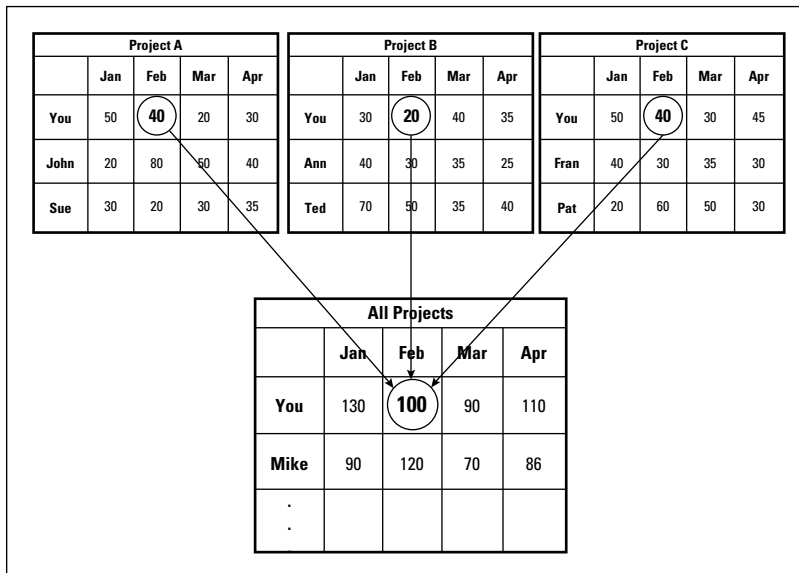 Project A
Jan Feb Mar Apr
You 50 40 20 30
John 20 80 50 40
Sue 30 20 30 35
Project B
Jan Feb Mar Apr
You 30 20 40 35
Ann 40 30 35 25
Ted 70 50 35 40
Project C
Jan Feb Mar Apr
You 50 40 30 45
Fran 40 30 35 30
Pat 20 60 50 30
All Projects
Jan Feb Mar Apr
You 130 100 90 110
Mike 90 120 70 86
.
.
.